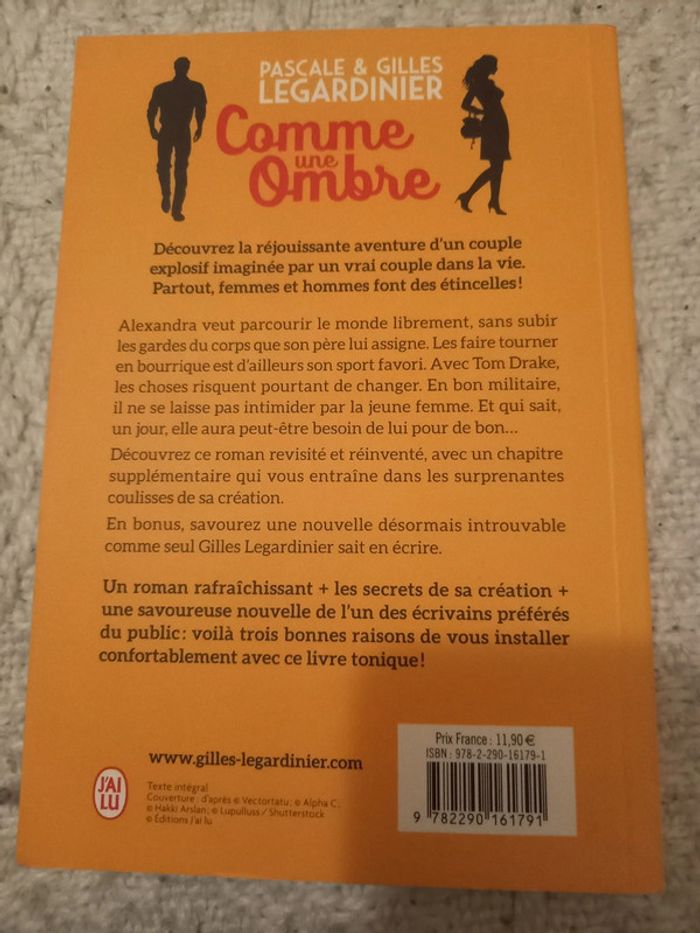 PASCALE & GILLES
LEGARDINIER
Comme
une
Ombre
Découvrez la réjouissante aventure d'un couple
explosif imaginée par un vrai couple dans la vie.
Partout, femmes et hommes font des étincelles !
Alexandra veut parcourir le monde librement, sans subir
les gardes du corps que son père lui assigne. Les faire tourner
en bourrique est d'ailleurs son sport favori. Avec Tom Drake,
les choses risquent pourtant de changer. En bon militaire,
il ne se laisse pas intimider par la jeune femme. Et qui sait,
un jour, elle aura peut-être besoin de lui pour de bon...
Découvrez ce roman revisité et réinventé, avec un chapitre
supplémentaire qui vous entraîne dans les surprenantes
coulisses de sa création.
En bonus, savourez une nouvelle désormais introuvable
comme seul Gilles Legardinier sait en écrire.
Un roman rafraîchissant + les secrets de sa création +
une savoureuse nouvelle de l'un des écrivains préférés
du public : voilà trois bonnes raisons de vous installer
confortablement avec ce livre tonique !
www.gilles-legardinier.com
J'AI
LU
Texte intégral
Couverture : d'après © Vectortatu ; © Alpha C.
© Hakki Arslan ; © Lupulluss / Shutterstock
© Éditions J'ai lu
Prix France : 11,90 €
ISBN : 978-2-290-16179-1
9 782290 161791